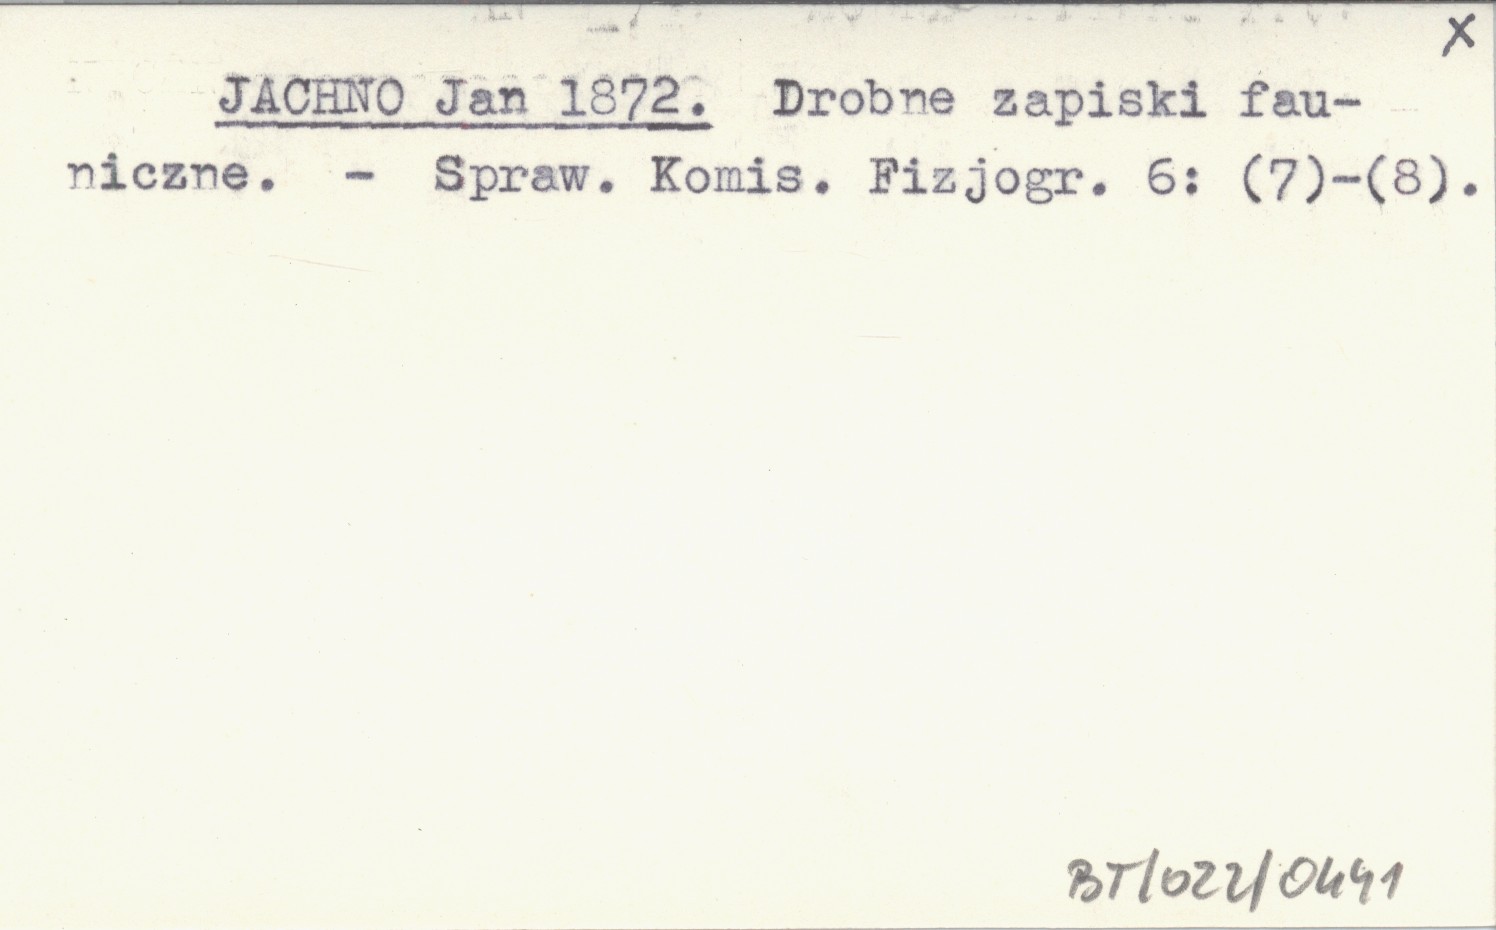 x
JACHNO Jan 1872. Drobne zapiski fau-
niczne. - Spraw. Komis. Fizjogr. 6: (7)-(8).
BT/022/0441